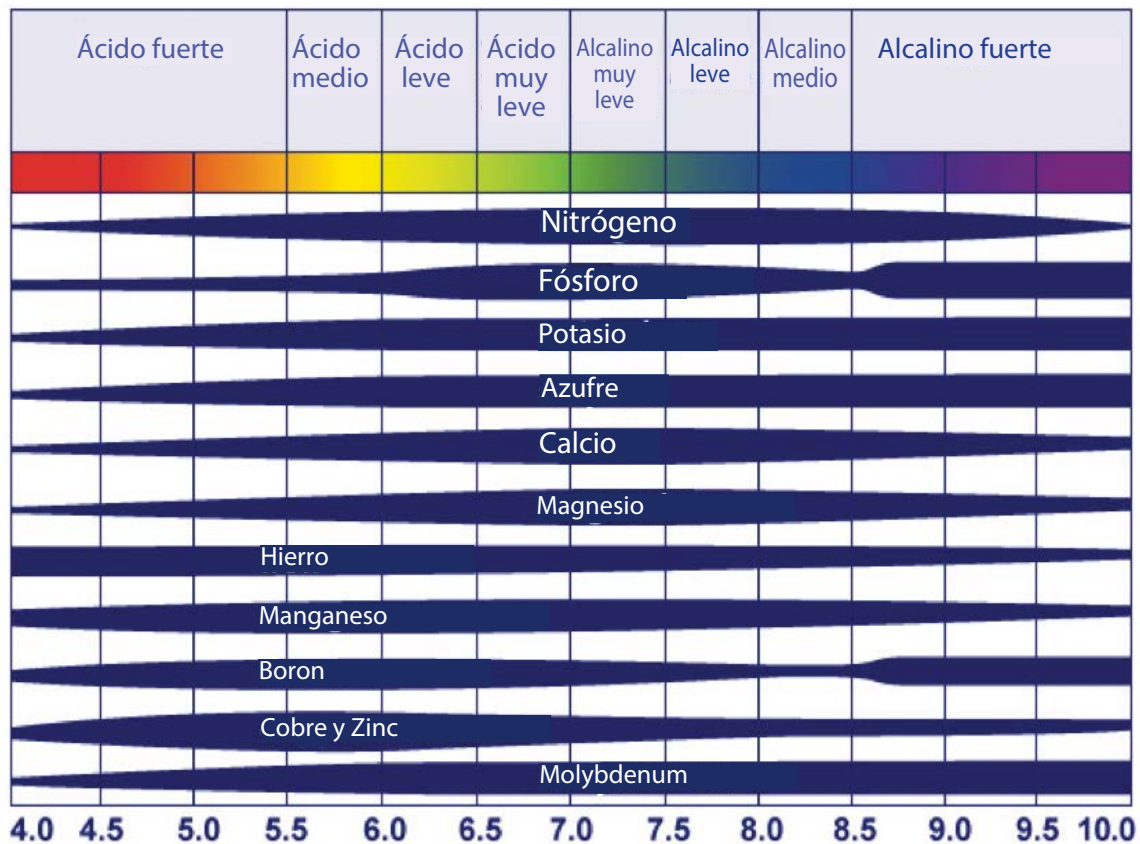 Ácido fuerte
Ácido
medio
Ácido
leve
Ácido
muy
leve
Alcalino
muy
leve
Alcalino
leve
Alcalino
medio
Alcalino fuerte
Nitrógeno
Fósforo
Potasio
Azufre
Calcio
Magnesio
Hierro
Manganeso
Boron
Cobre y Zinc
Molybdenum
4.0 4.5 5.0 5.5 6.0 6.5 7.0 7.5 8.0 8.5 9.0 9.5 10.0